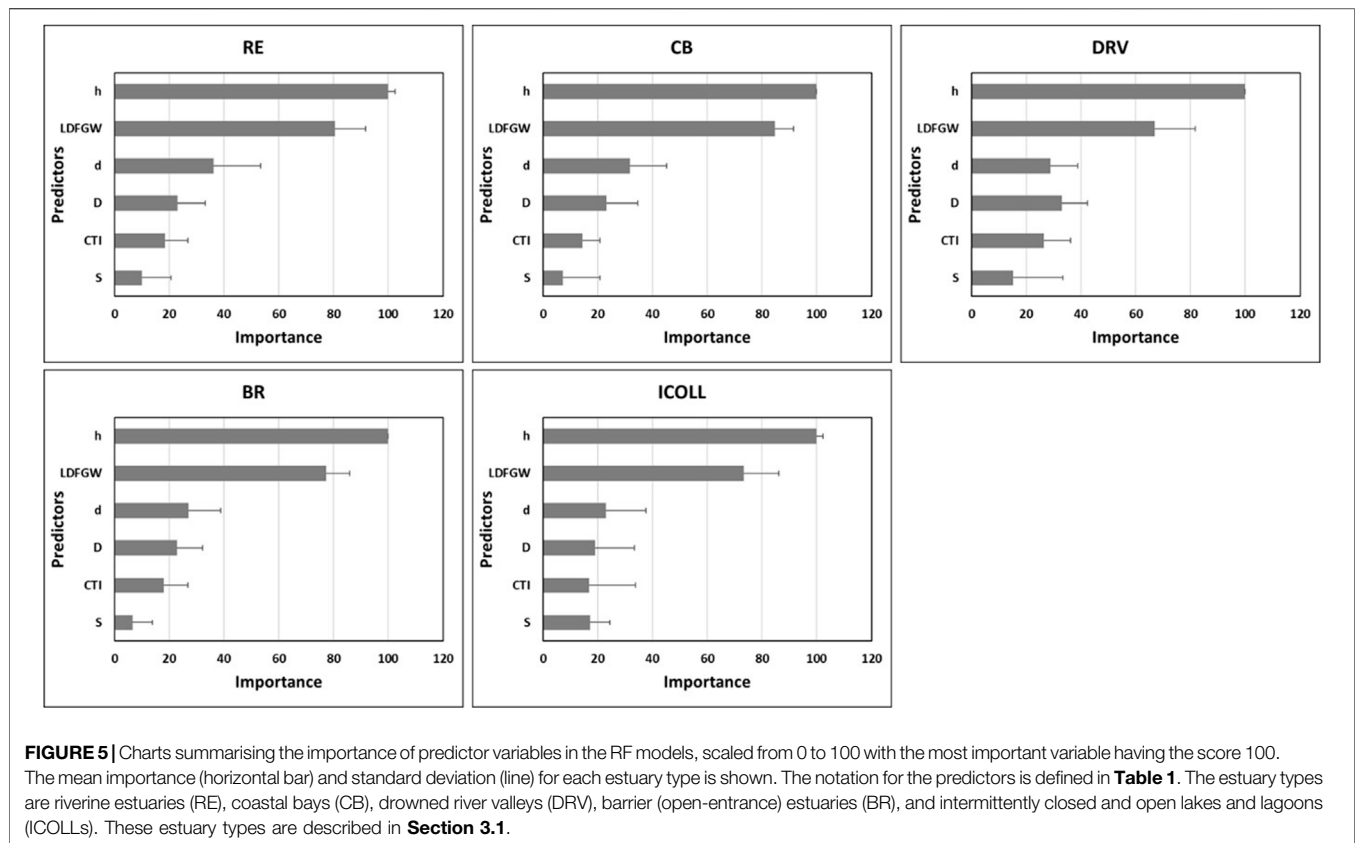 RE
Predictors
h
LDFGW
d
D
CTI
S
0 20 40 60 80 100 120
Importance
CB
Predictors
h
LDFGW
d
D
CTI
S
0 20 40 60 80 100 120
Importance
DRV
Predictors
h
LDFGW
d
D
CTI
S
0 20 40 60 80 100 120
Importance
BR
Predictors
h
LDFGW
d
D
CTI
S
0 20 40 60 80 100 120
Importance
ICOLL
Predictors
h
LDFGW
d
D
CTI
S
0 20 40 60 80 100 120
Importance
FIGURE 5 | Charts summarising the importance of predictor variables in the RF models, scaled from 0 to 100 with the most important variable having the score 100.
The mean importance (horizontal bar) and standard deviation (line) for each estuary type is shown. The notation for the predictors is defined in Table 1. The estuary types
are riverine estuaries (RE), coastal bays (CB), drowned river valleys (DRV), barrier (open-entrance) estuaries (BR), and intermittently closed and open lakes and lagoons
(ICOLLs). These estuary types are described in Section 3.1.